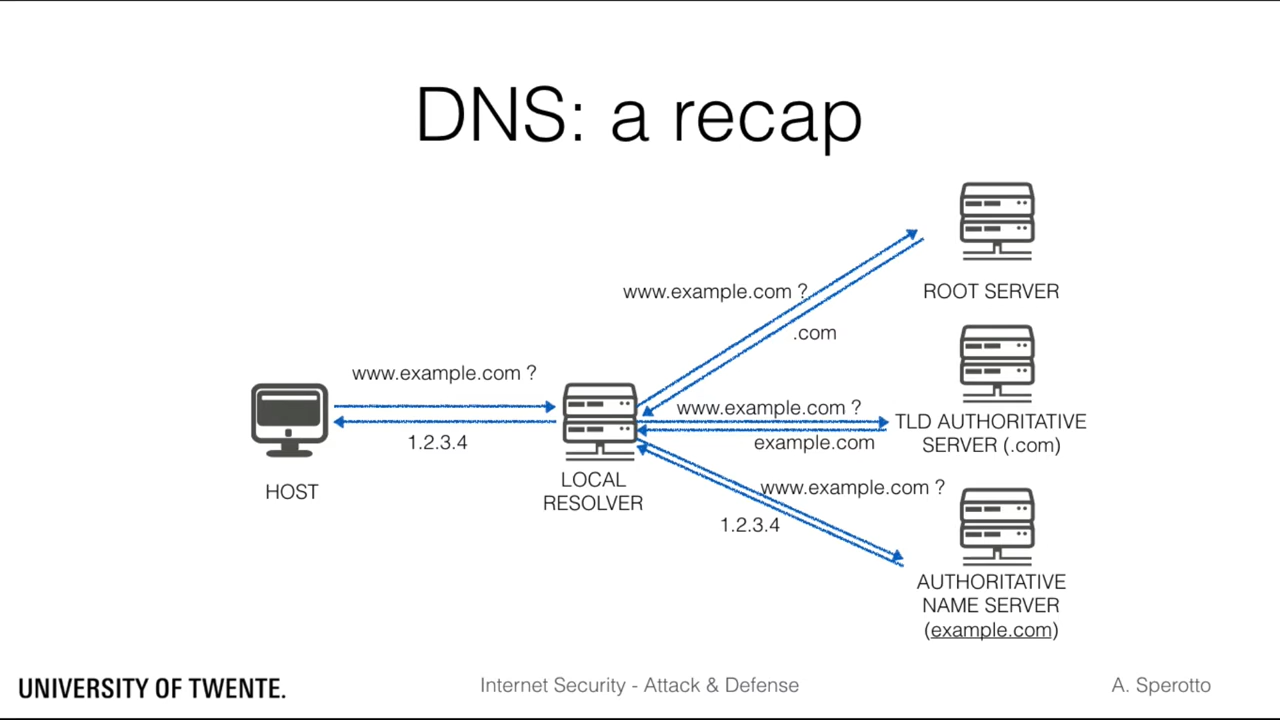 DNS: a recap
www.example.com ?
ROOT SERVER
.com
www.example.com ?
1.2.3.4
HOST
LOCAL
RESOLVER
www.example.com ?
example.com
TLD AUTHORITATIVE
SERVER (.com)
www.example.com ?
1.2.3.4
AUTHORITATIVE
NAME SERVER
(example.com)
UNIVERSITY OF TWENTE.
Internet Security - Attack & Defense
A. Sperotto